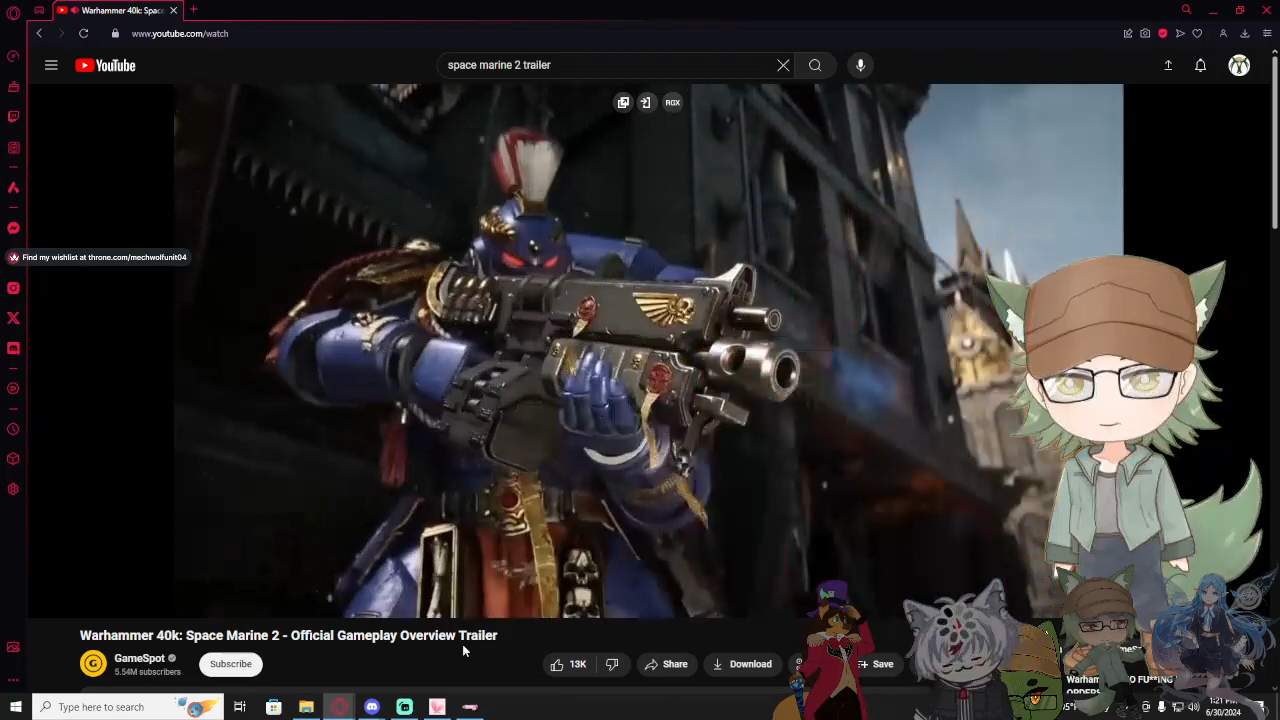 Warhammer 40k: Spac
www.youtube.com/watch
YouTube
space marine 2 trailer
RGX
Find my wishlist at throne.com/mechwolfunit04
Warhammer 40k: Space Marine 2 - Official Gameplay Overview Trailer
GameSpot
5.54M subscribers
Subscribe
13K
Share
Download
Save
Type here to search
1:21 PM
6/30/2024